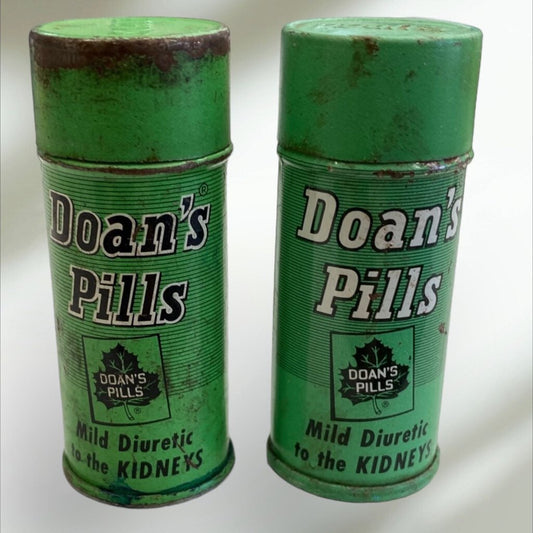 Doan's®
Pills
DOAN'S
PILLS
®
Mild Diuretic
to the KIDNEYS
Doan's
Pills
DOAN'S
PILLS
®
Mild Diuretic
to the KIDNEYS